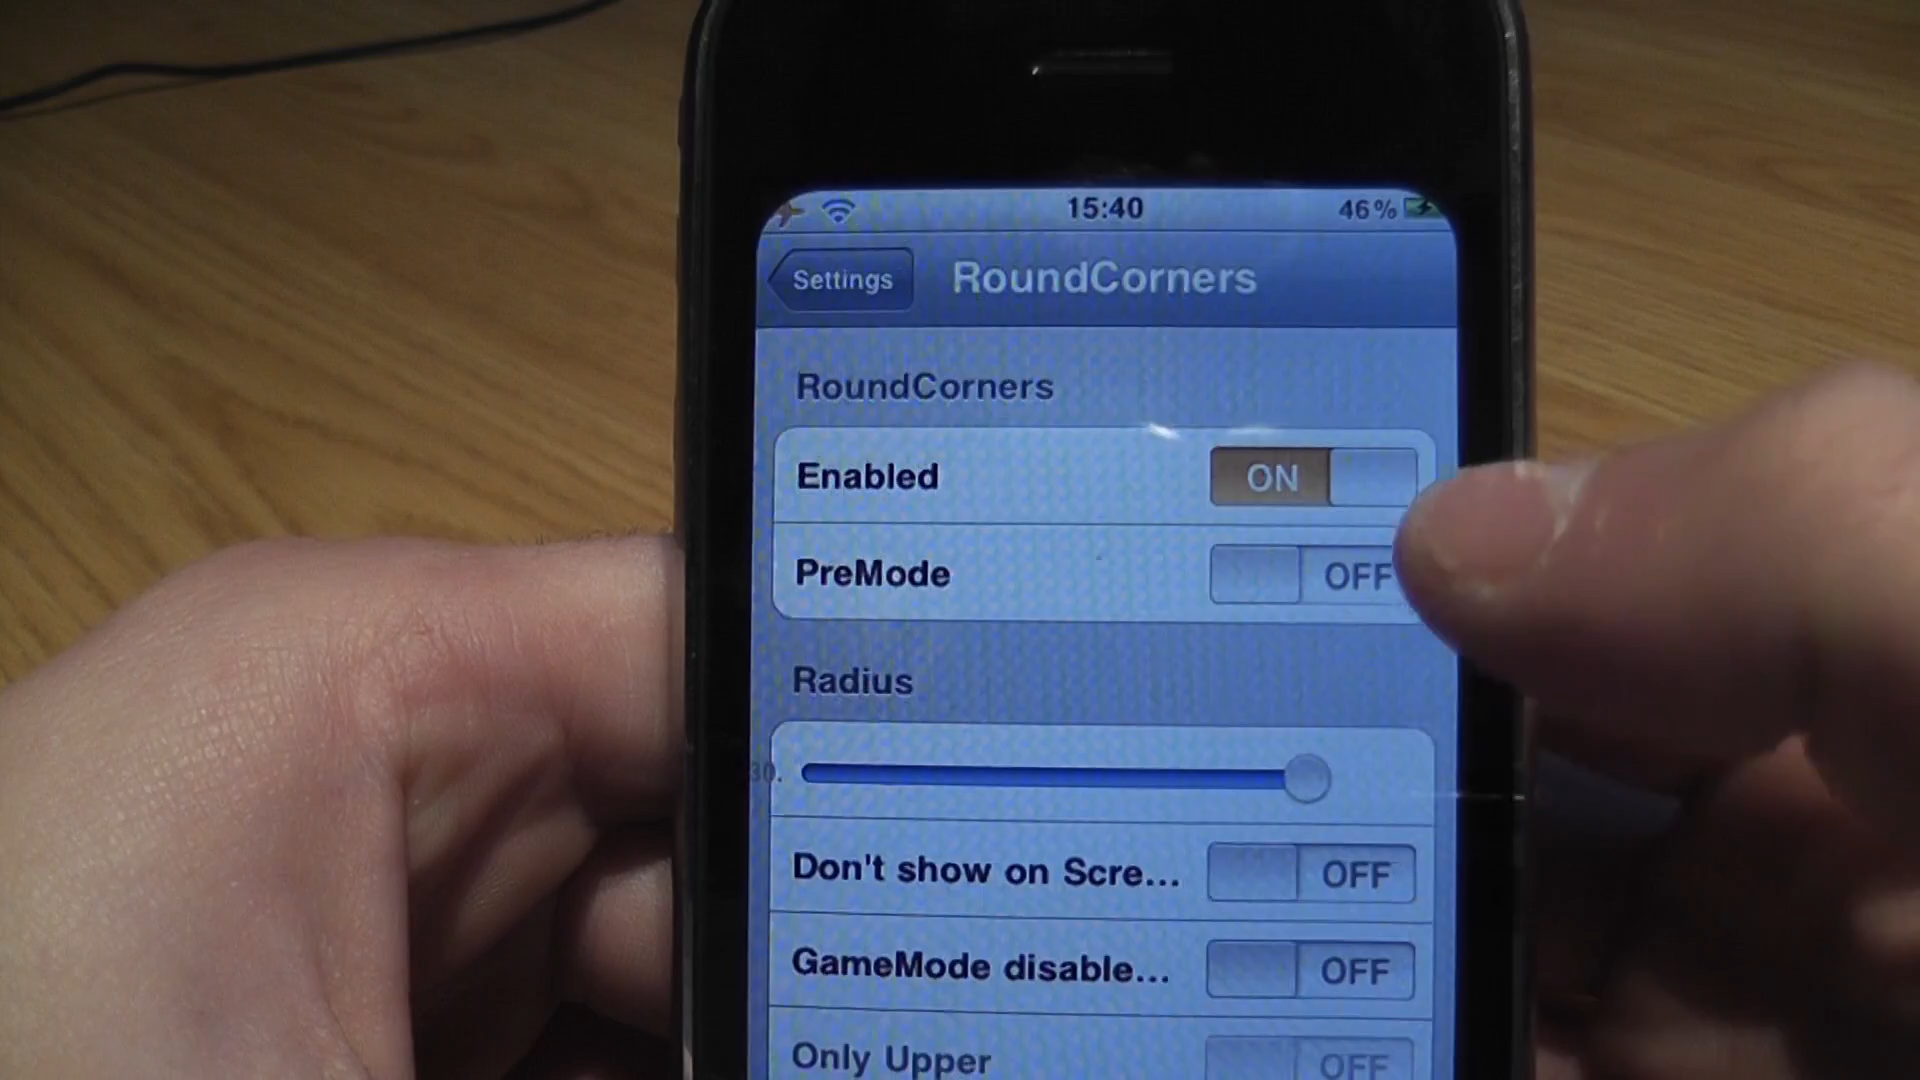 15:40 46%
Settings RoundCorners
RoundCorners
Enabled ON
PreMode OFF
Radius
30.
Don't show on Scre... OFF
GameMode disable... OFF
Only Upper OFF